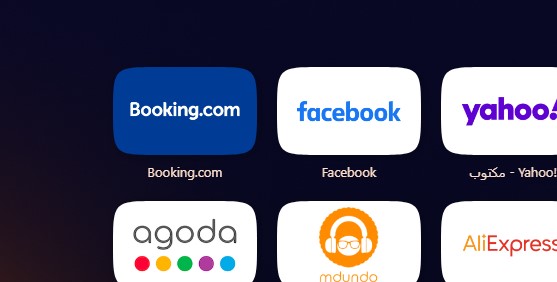 Booking.com
facebook
yahoo!
Booking.com
Facebook
مكتوب - Yahoo!
agoda
mdundo
AliExpress